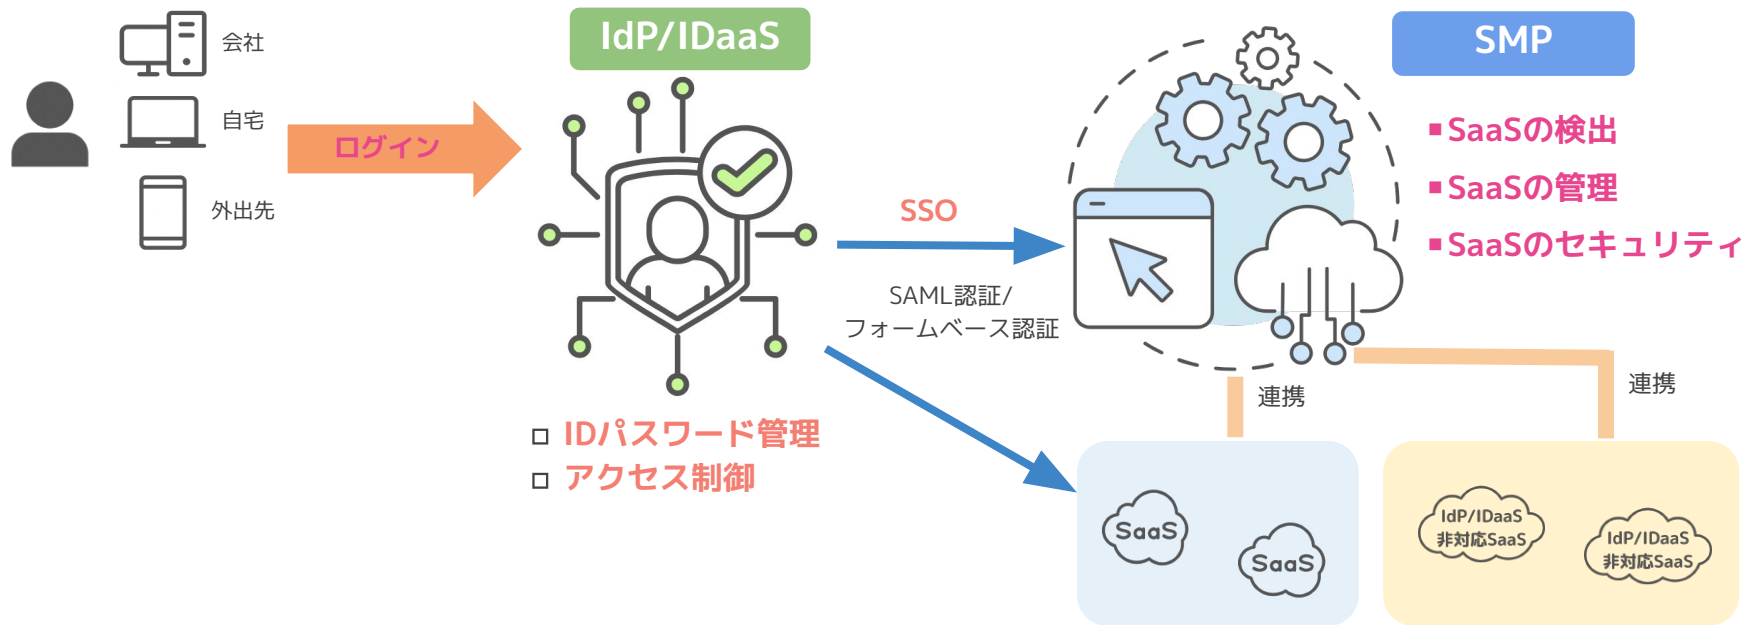 会社
自宅
外出先
ログイン
IdP/IDaaS
IDパスワード管理
アクセス制御
SSO
SAML認証/
フォームベース認証
SMP
▪SaaSの検出
▪SaaSの管理
▪SaaSのセキュリティ
連携
連携
SaaS
SaaS
IdP/IDaaS
非対応SaaS
IdP/IDaaS
非対応SaaS